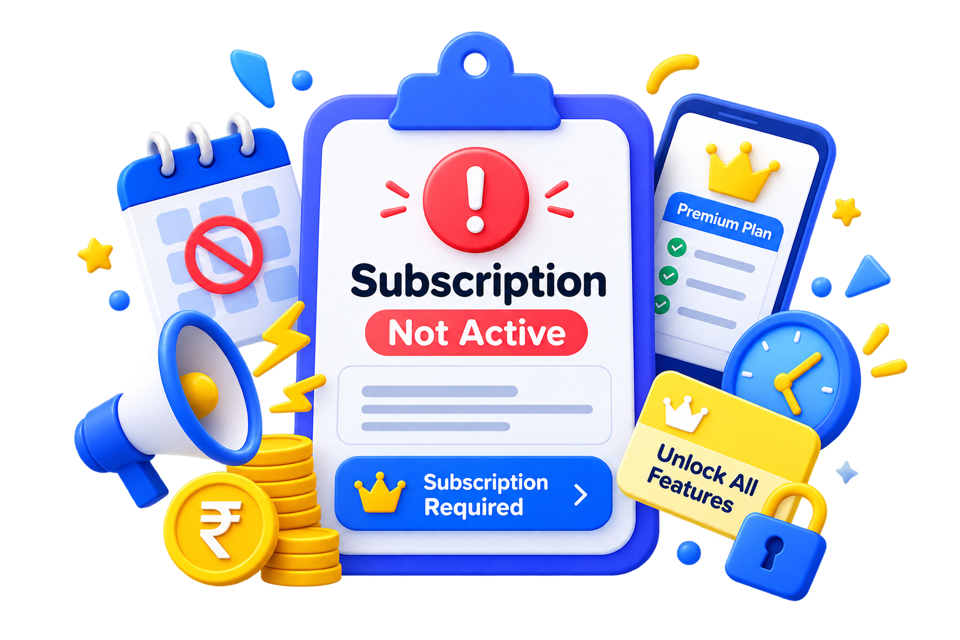 !
Subscription
Not Active
Subscription
Required
Premium Plan
Unlock All
Features
₹